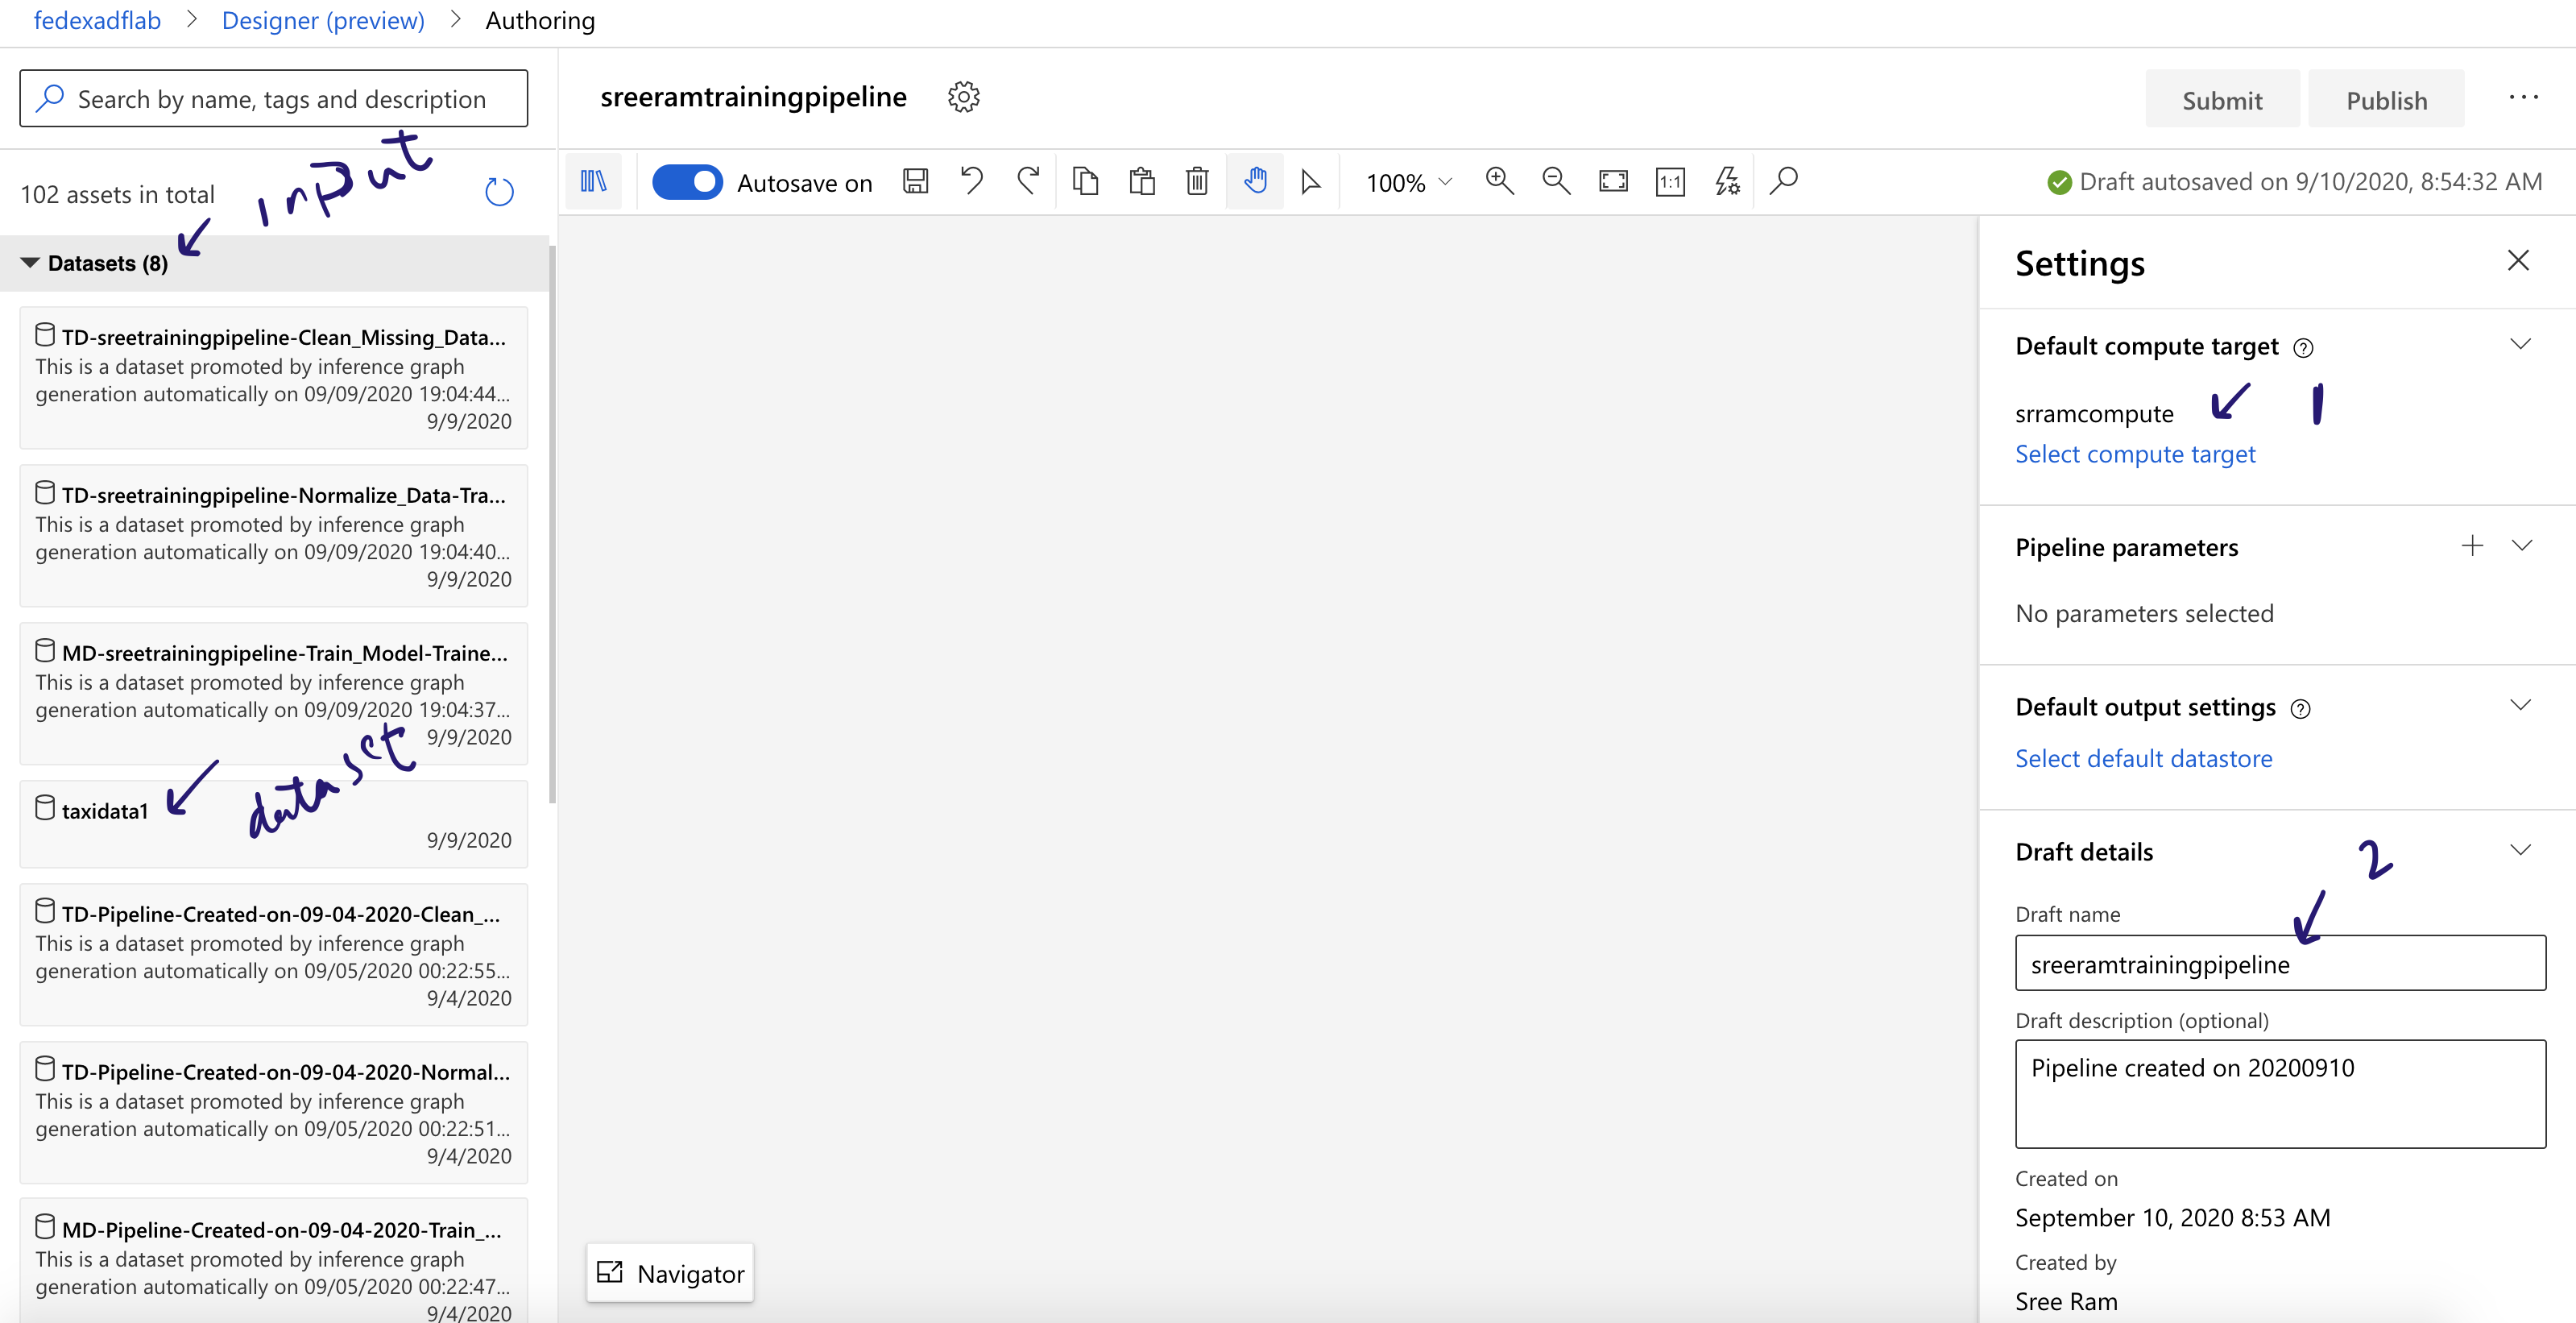 fedexadflab > Designer (preview) > Authoring
Search by name, tags and description
102 assets in total
input
Datasets (8)
TD-sreetrainingpipeline-Clean_Missing_Data...
This is a dataset promoted by inference graph
generation automatically on 09/09/2020 19:04:44...
9/9/2020
TD-sreetrainingpipeline-Normalize_Data-Tra...
This is a dataset promoted by inference graph
generation automatically on 09/09/2020 19:04:40...
9/9/2020
MD-sreetrainingpipeline-Train_Model-Traine...
This is a dataset promoted by inference graph
generation automatically on 09/09/2020 19:04:37...
9/9/2020
taxidata1
dataset
9/9/2020
TD-Pipeline-Created-on-09-04-2020-Clean_...
This is a dataset promoted by inference graph
generation automatically on 09/05/2020 00:22:55...
9/4/2020
TD-Pipeline-Created-on-09-04-2020-Normal...
This is a dataset promoted by inference graph
generation automatically on 09/05/2020 00:22:51...
9/4/2020
MD-Pipeline-Created-on-09-04-2020-Train_...
This is a dataset promoted by inference graph
generation automatically on 09/05/2020 00:22:47...
9/4/2020
sreeramtrainingpipeline
Submit
Publish
...
Autosave on
100%
1:1
Draft autosaved on 9/10/2020, 8:54:32 AM
Navigator
Settings
Default compute target ?
srramcompute
1
Select compute target
Pipeline parameters
No parameters selected
Default output settings ?
Select default datastore
Draft details
2
Draft name
sreeramtrainingpipeline
Draft description (optional)
Pipeline created on 20200910
Created on
September 10, 2020 8:53 AM
Created by
Sree Ram